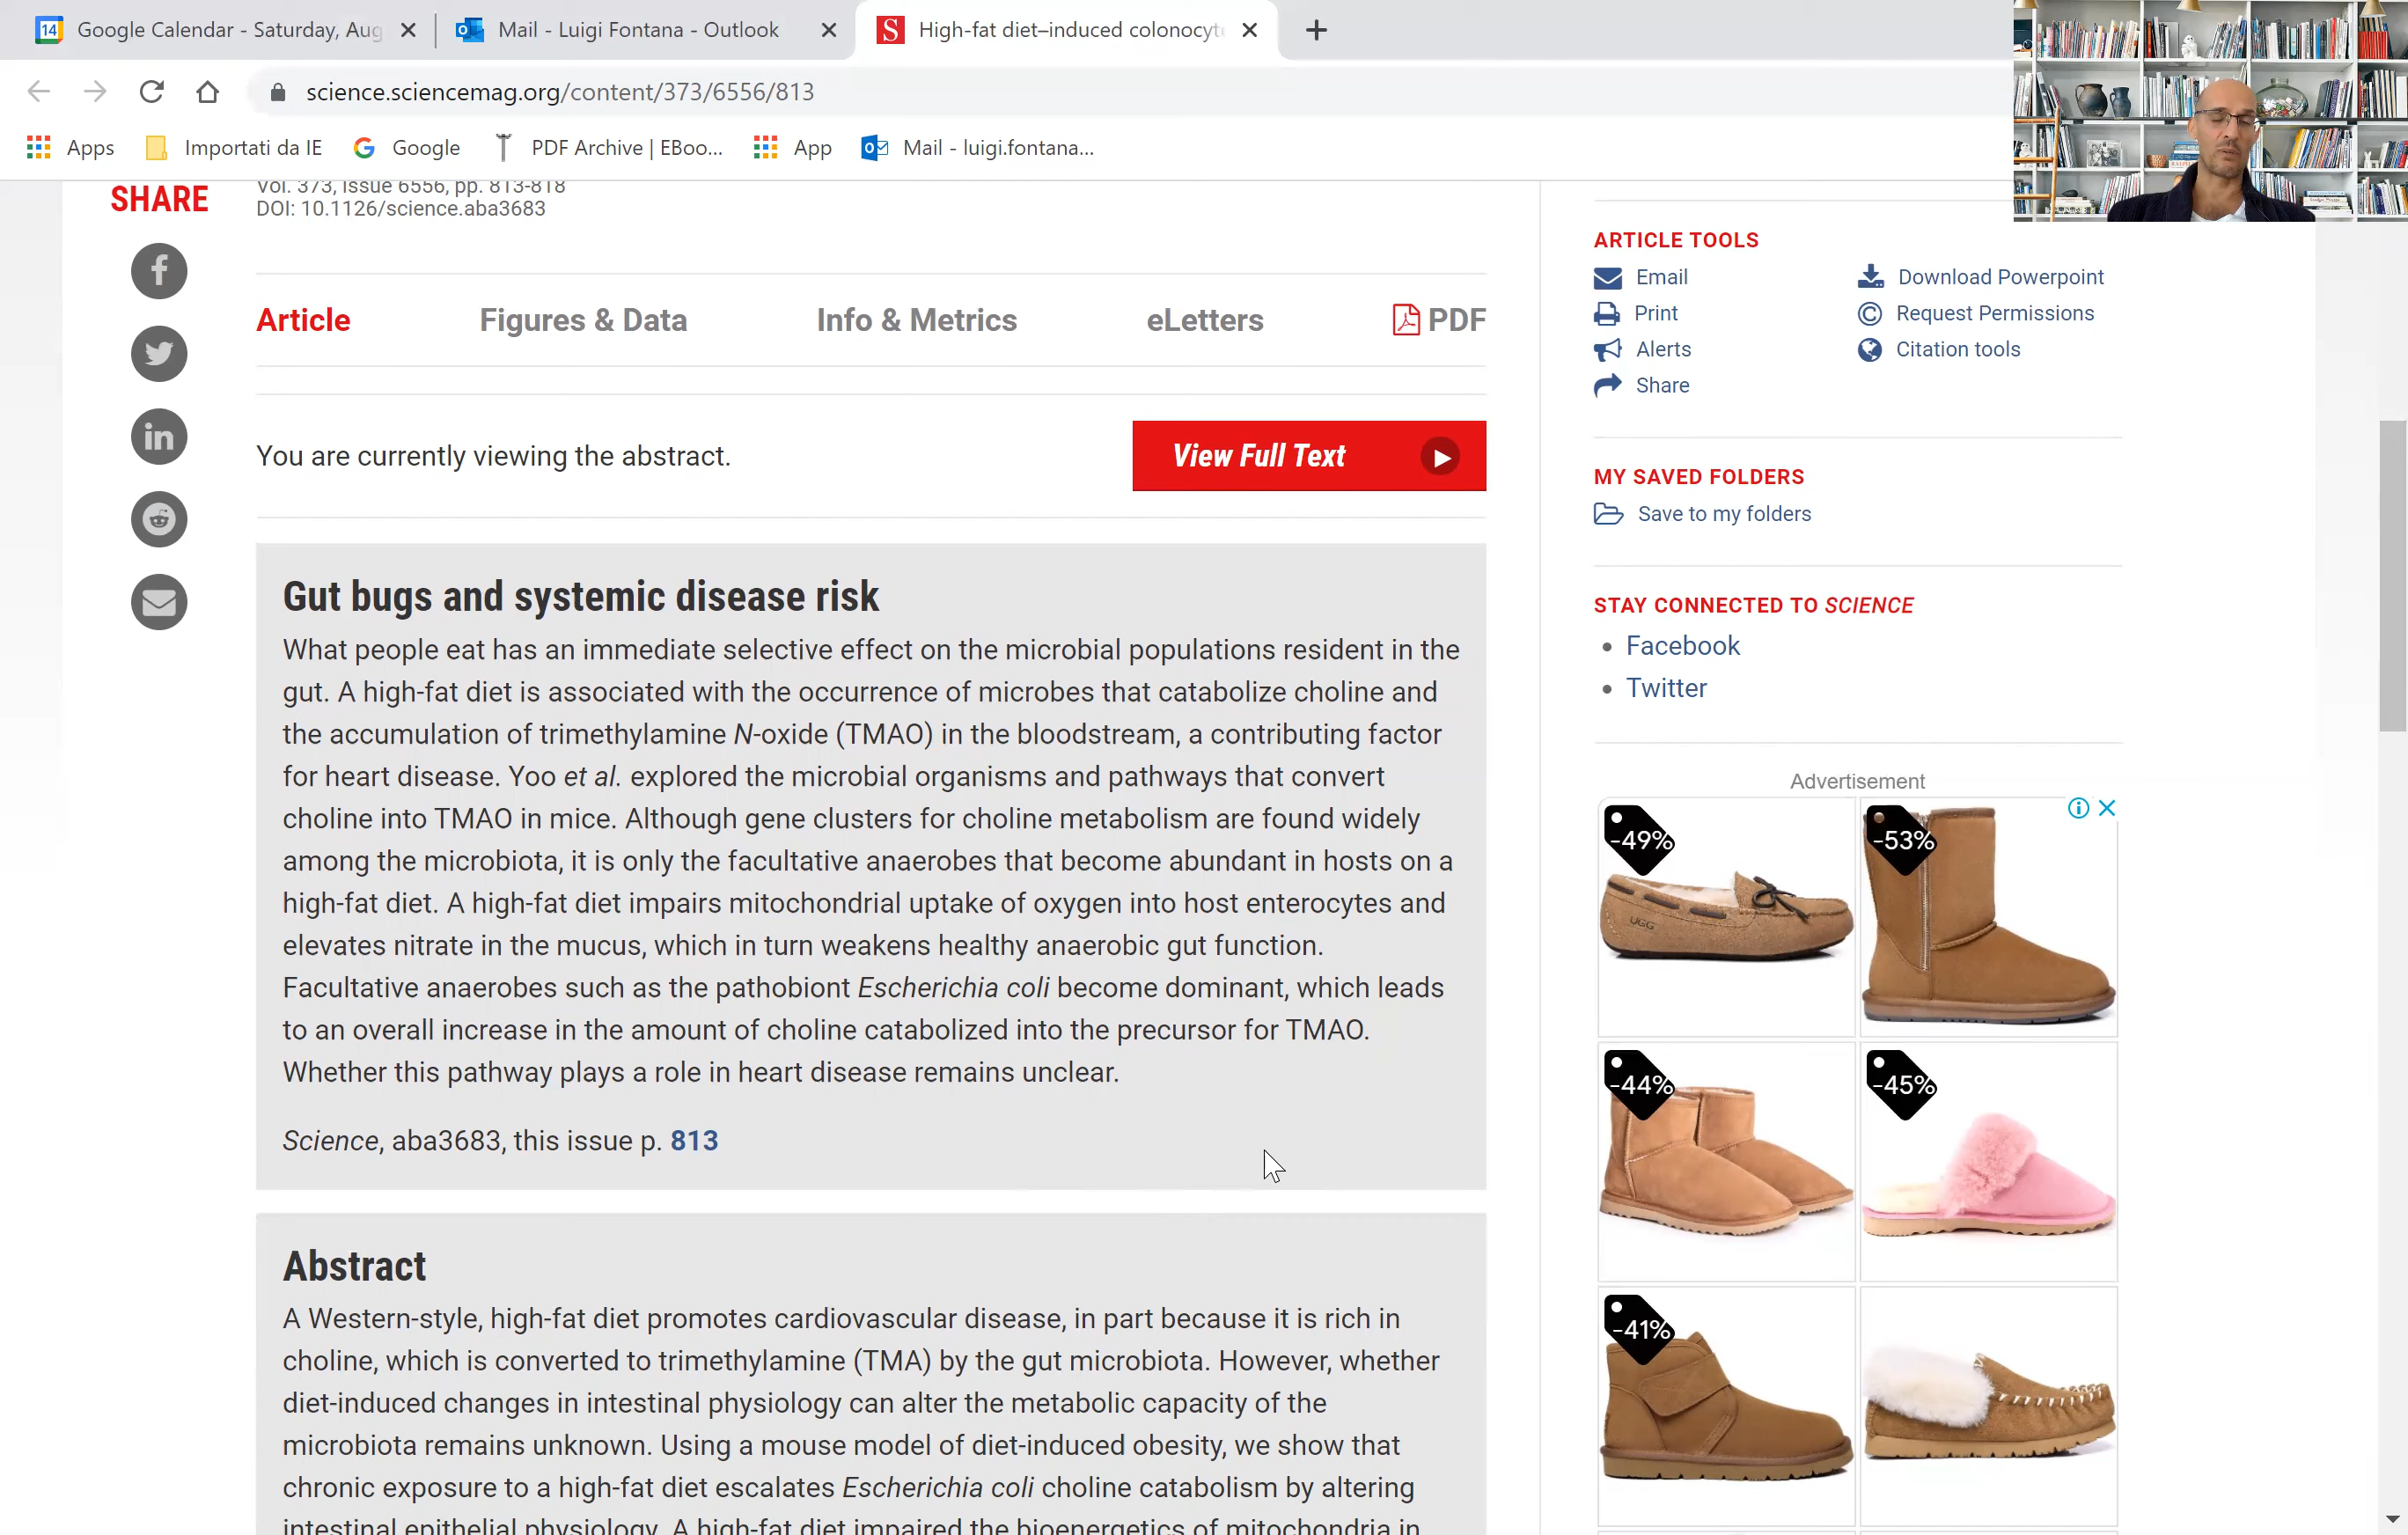 Google Calendar - Saturday, Aug
Mail - Luigi Fontana - Outlook
High-fat diet–induced colonocyt
science.sciencemag.org/content/373/6556/813
Apps
Importati da IE
Google
PDF Archive | EBoo...
App
Mail - luigi.fontana...
SHARE
Vol. 373, Issue 6556, pp. 813-818
DOI: 10.1126/science.aba3683
Article
Figures & Data
Info & Metrics
eLetters
PDF
You are currently viewing the abstract.
View Full Text
Gut bugs and systemic disease risk
What people eat has an immediate selective effect on the microbial populations resident in the
gut. A high-fat diet is associated with the occurrence of microbes that catabolize choline and
the accumulation of trimethylamine N-oxide (TMAO) in the bloodstream, a contributing factor
for heart disease. Yoo et al. explored the microbial organisms and pathways that convert
choline into TMAO in mice. Although gene clusters for choline metabolism are found widely
among the microbiota, it is only the facultative anaerobes that become abundant in hosts on a
high-fat diet. A high-fat diet impairs mitochondrial uptake of oxygen into host enterocytes and
elevates nitrate in the mucus, which in turn weakens healthy anaerobic gut function.
Facultative anaerobes such as the pathobiont Escherichia coli become dominant, which leads
to an overall increase in the amount of choline catabolized into the precursor for TMAO.
Whether this pathway plays a role in heart disease remains unclear.
Science, aba3683, this issue p. 813
Abstract
A Western-style, high-fat diet promotes cardiovascular disease, in part because it is rich in
choline, which is converted to trimethylamine (TMA) by the gut microbiota. However, whether
diet-induced changes in intestinal physiology can alter the metabolic capacity of the
microbiota remains unknown. Using a mouse model of diet-induced obesity, we show that
chronic exposure to a high-fat diet escalates Escherichia coli choline catabolism by altering
intestinal epithelial physiology. A high-fat diet impaired the bioenergetics of mitochondria in
ARTICLE TOOLS
Email
Download Powerpoint
Print
Request Permissions
Alerts
Citation tools
Share
MY SAVED FOLDERS
Save to my folders
STAY CONNECTED TO SCIENCE
Facebook
Twitter
Advertisement
-49%
-53%
UGG
-44%
-45%
-41%